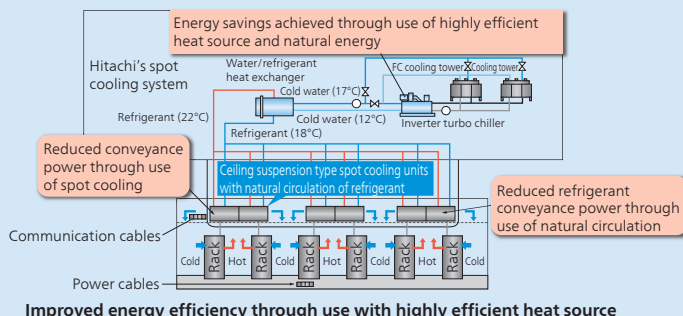 Energy savings achieved through use of highly efficient
heat source and natural energy
Hitachi's spot
cooling system
Water/refrigerant
heat exchanger
FC cooling tower
Cooling tower
Cold water (17°C)
Refrigerant (22°C)
Cold water (12°C)
Inverter turbo chiller
Refrigerant (18°C)
Reduced conveyance
power through use
of spot cooling
Ceiling suspension type spot cooling units
with natural circulation of refrigerant
Reduced refrigerant
conveyance power through
use of natural circulation
Communication cables
Cold Rack Hot Rack Cold Rack Hot Rack Cold Rack Hot Rack Cold
Power cables
Improved energy efficiency through use with highly efficient heat source